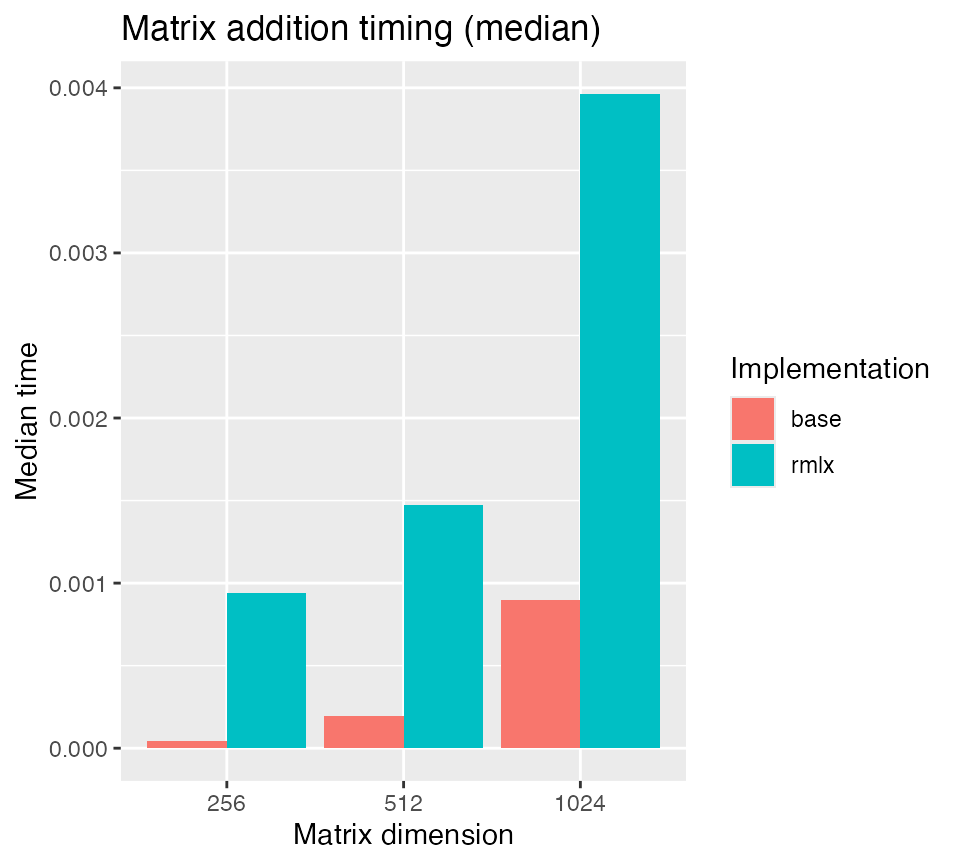 Matrix addition timing (median)
0.004
0.003
0.002
0.001
0.000
Median time
256 512 1024
Matrix dimension
Implementation
base
rmlx